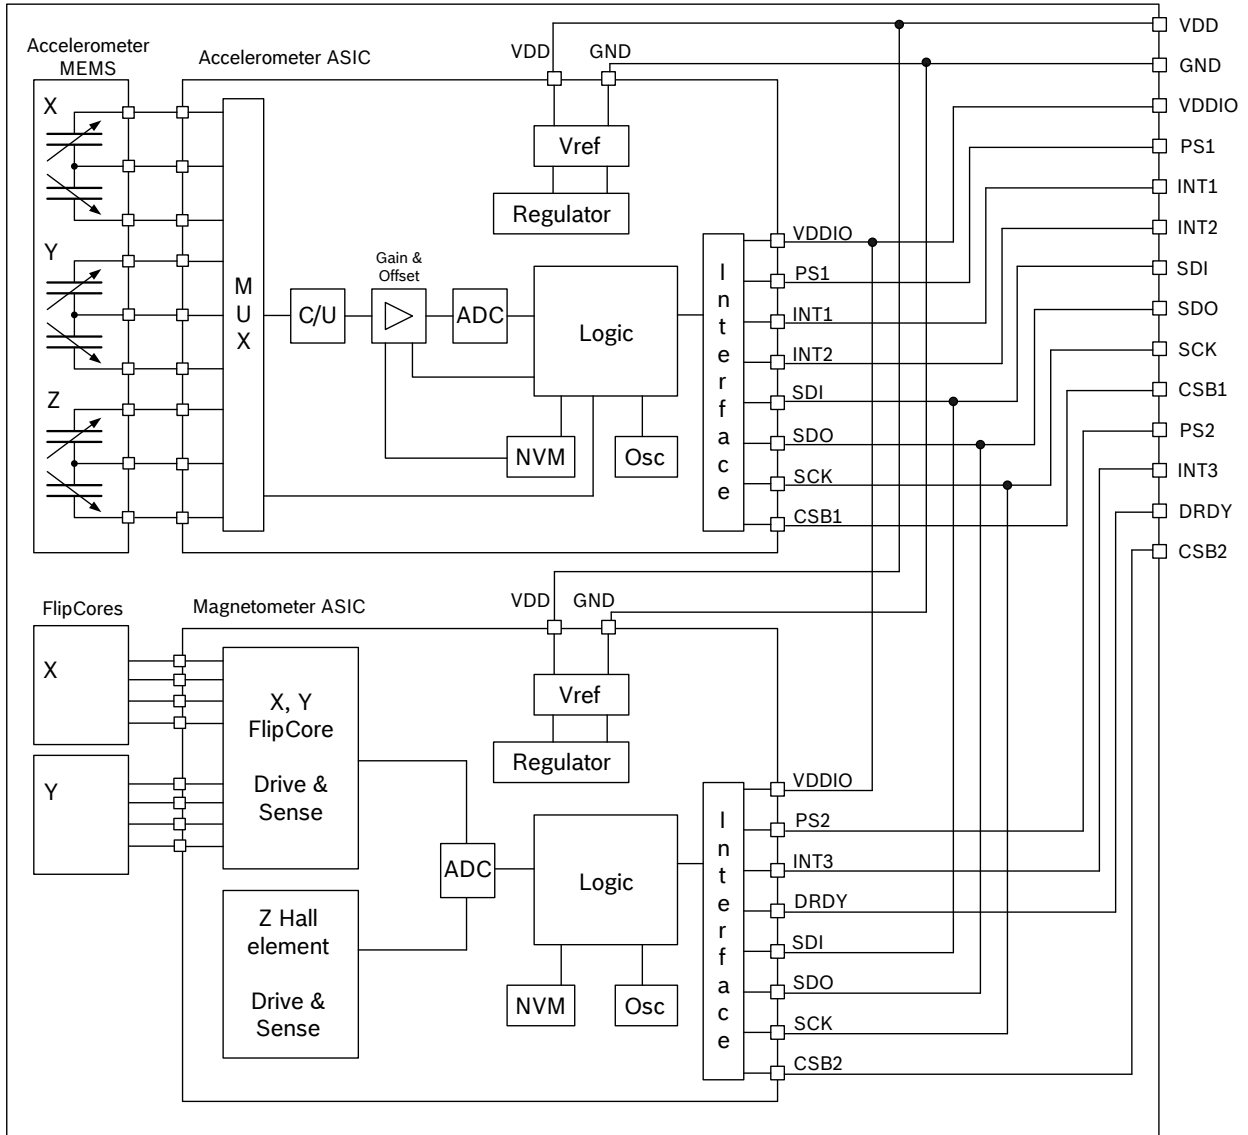 VDD
GND
VDDIO
PS1
INT1
INT2
SDI
SDO
SCK
CSB1
PS2
INT3
DRDY
CSB2
Accelerometer
MEMS
X
Y
Z
Accelerometer ASIC
VDD
GND
Vref
Regulator
M
U
X
C/U
Gain &
Offset
ADC
Logic
NVM
Osc
I
n
t
e
r
f
a
c
e
VDDIO
PS1
INT1
INT2
SDI
SDO
SCK
CSB1
FlipCores
X
Y
Magnetometer ASIC
VDD
GND
X, Y
FlipCore
Drive &
Sense
Z Hall
element
Drive &
Sense
Vref
Regulator
ADC
Logic
NVM
Osc
I
n
t
e
r
f
a
c
e
VDDIO
PS2
INT3
DRDY
SDI
SDO
SCK
CSB2